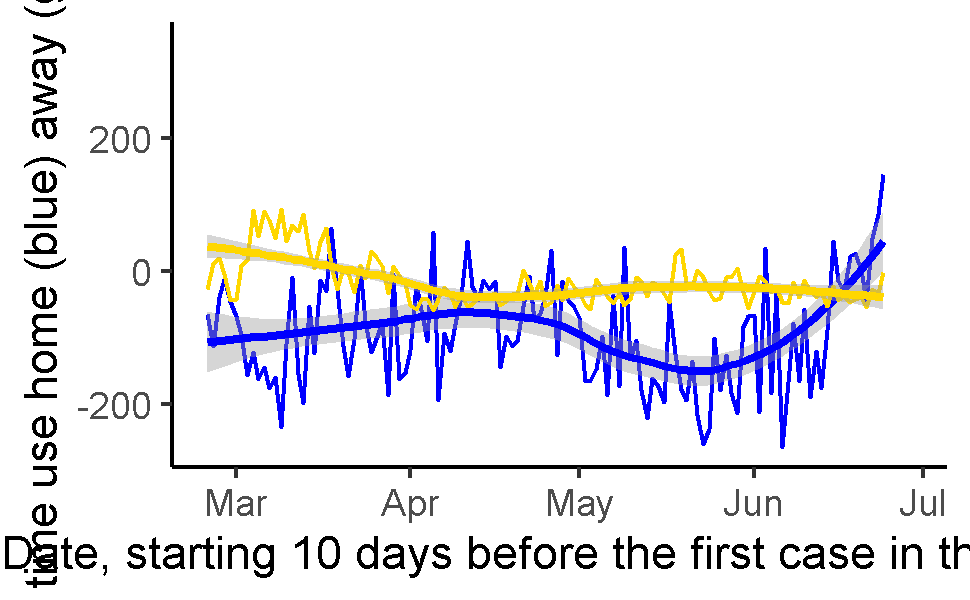 time use home (blue) away (g
200
0
-200
Mar Apr May Jun Jul
Date, starting 10 days before the first case in th